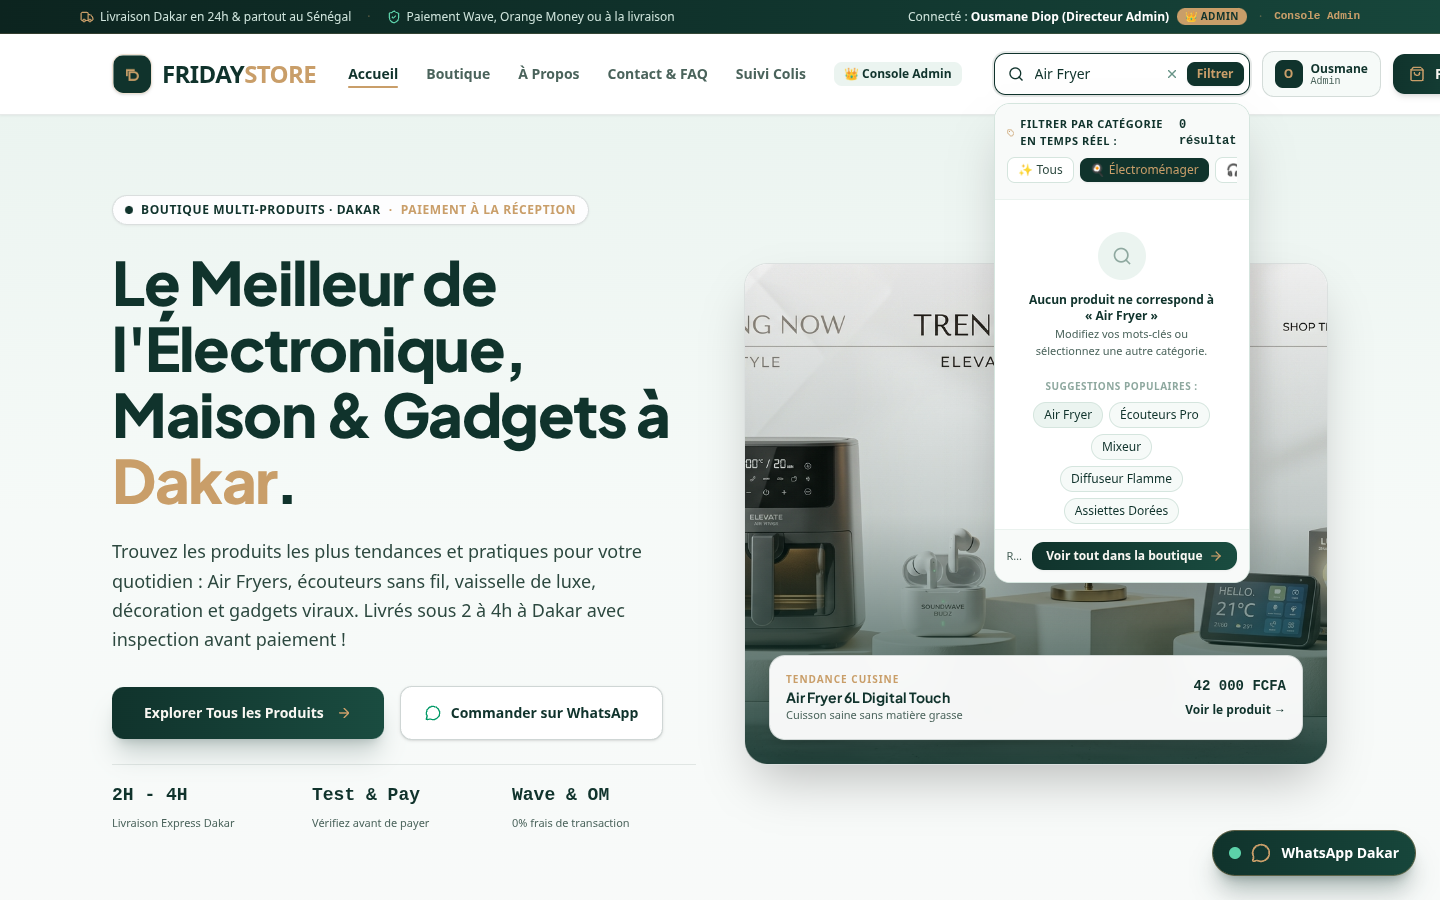 Livraison Dakar en 24h & partout au Sénégal · Paiement Wave, Orange Money ou à la livraison
Connecté : Ousmane Diop (Directeur Admin) 👑 ADMIN · Console Admin
FRIDAYSTORE
Accueil
Boutique
À Propos
Contact & FAQ
Suivi Colis
👑 Console Admin
Air Fryer
Filtrer
O
Ousmane
Admin
FILTRER PAR CATÉGORIE
EN TEMPS RÉEL :
0
résultat
✨ Tous
Électroménager
Aucun produit ne correspond à
« Air Fryer »
Modifiez vos mots-clés ou
sélectionnez une autre catégorie.
SUGGESTIONS POPULAIRES :
Air Fryer
Écouteurs Pro
Mixeur
Diffuseur Flamme
Assiettes Dorées
R...
Voir tout dans la boutique →
BOUTIQUE MULTI-PRODUITS · DAKAR · PAIEMENT À LA RÉCEPTION
Le Meilleur de
l'Électronique,
Maison & Gadgets à
Dakar.
Trouvez les produits les plus tendances et pratiques pour votre
quotidien : Air Fryers, écouteurs sans fil, vaisselle de luxe,
décoration et gadgets viraux. Livrés sous 2 à 4h à Dakar avec
inspection avant paiement !
Explorer Tous les Produits →
Commander sur WhatsApp
2H - 4H
Livraison Express Dakar
Test & Pay
Vérifiez avant de payer
Wave & OM
0% frais de transaction
NG NOW
TYLE
TREN
ELEVA
SHOP T
ELEVATE
SOUNDWAVE
HELLO.
21°C
TENDANCE CUISINE
Air Fryer 6L Digital Touch
Cuisson saine sans matière grasse
42 000 FCFA
Voir le produit →
WhatsApp Dakar